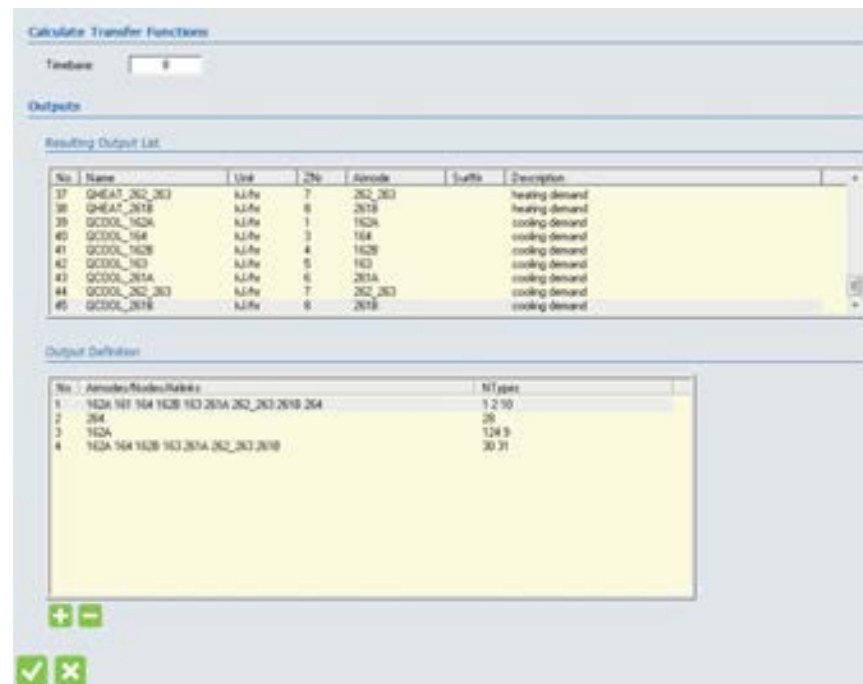 Calculate Transfer Functions
Timebase
Outputs
Resulting Output List
No Name Unit ZNr Airnode SurfNr Description
37 QHEAT_262_263 kJ/hr 7 262_263 heating demand
38 QHEAT_261B kJ/hr 8 261B heating demand
39 QCOOL_162A kJ/hr 1 162A cooling demand
40 QCOOL_164 kJ/hr 3 164 cooling demand
41 QCOOL_162B kJ/hr 4 162B cooling demand
42 QCOOL_163 kJ/hr 5 163 cooling demand
43 QCOOL_261A kJ/hr 6 261A cooling demand
44 QCOOL_262_263 kJ/hr 7 262_263 cooling demand
45 QCOOL_261B kJ/hr 8 261B cooling demand
Output Definition
No Airnodes/Nodes/Airlinks NTypes
1 162A 161 164 162B 163 261A 262_263 261B 264 1 2 10
2 264 28
3 162A 124 9
4 162A 164 162B 163 261A 262_263 261B 30 31